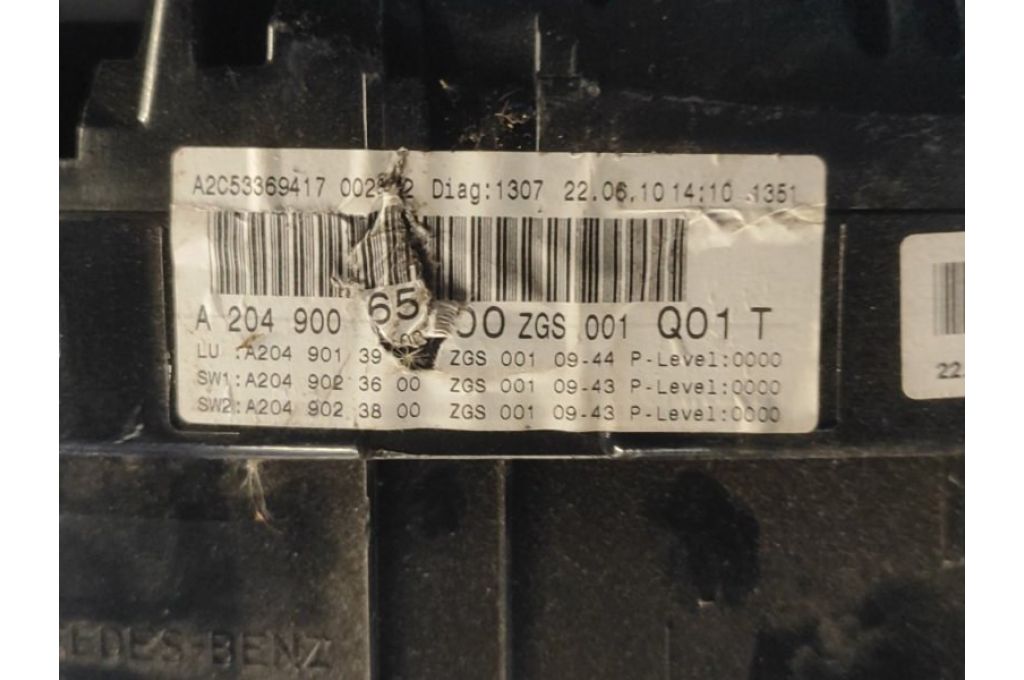 A2C53369417 Diag:1307 22.06.10 14:10 1351
A 204 900 65 00 ZGS 001 Q01 T
LU :A204 901 39 00 ZGS 001 09-44 P-Level:0000
SW1:A204 902 36 00 ZGS 001 09-43 P-Level:0000
SW2:A204 902 38 00 ZGS 001 09-43 P-Level:0000
22.
EDES-BENZ